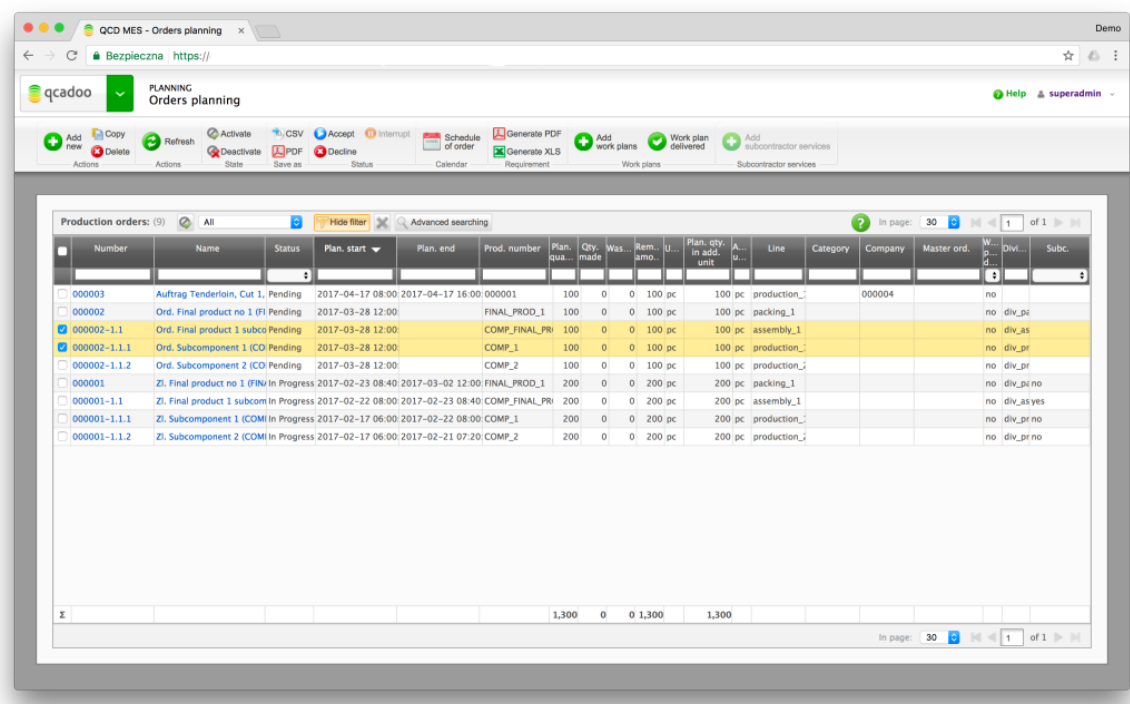 QCD MES - Orders planning
Demo
Bezpieczna https://
qcadoo
PLANNING
Orders planning
Help superadmin
Add new Copy Delete
Actions
Refresh
Actions
Activate Deactivate
State
CSV PDF
Save as
Accept Interrupt Decline
Status
Schedule of order
Calendar
Generate PDF Generate XLS
Requirement
Add work plans Work plan delivered
Work plans
Add subcontractor services
Subcontractor services
Production orders: (9) All Hide filter Advanced searching ? In page: 30 1 of 1
Number Name Status Plan. start Plan. end Prod. number Plan. qua... Qty. made Was... Rem... amo... U... Plan. qty. in add. unit A... u... Line Category Company Master ord. W... p... d... Divi... Subc.
000003 Auftrag Tenderloin, Cut 1, Pending 2017-04-17 08:00: 2017-04-17 16:00: 000001 100 0 0 100 pc 100 pc production_ 000004 no
000002 Ord. Final product no 1 (FI Pending 2017-03-28 12:00: FINAL_PROD_1 100 0 0 100 pc 100 pc packing_1 no div_pa
000002-1.1 Ord. Final product 1 subco Pending 2017-03-28 12:00: COMP_FINAL_PR 100 0 0 100 pc 100 pc assembly_1 no div_as
000002-1.1.1 Ord. Subcomponent 1 (CO Pending 2017-03-28 12:00: COMP_1 100 0 0 100 pc 100 pc production_ no div_pr
000002-1.1.2 Ord. Subcomponent 2 (CO Pending 2017-03-28 12:00: COMP_2 100 0 0 100 pc 100 pc production_ no div_pr
000001 Zl. Final product no 1 (FIN In Progress 2017-02-23 08:40: 2017-03-02 12:00: FINAL_PROD_1 200 0 0 200 pc 200 pc packing_1 no div_pa no
000001-1.1 Zl. Final product 1 subcom In Progress 2017-02-22 08:00: 2017-02-23 08:40: COMP_FINAL_PR 200 0 0 200 pc 200 pc assembly_1 no div_as yes
000001-1.1.1 Zl. Subcomponent 1 (COM In Progress 2017-02-17 06:00: 2017-02-22 08:00: COMP_1 200 0 0 200 pc 200 pc production_ no div_pr no
000001-1.1.2 Zl. Subcomponent 2 (COM In Progress 2017-02-17 06:00: 2017-02-21 07:20: COMP_2 200 0 0 200 pc 200 pc production_ no div_pr no
Σ 1,300 0 0 1,300 1,300
In page: 30 1 of 1